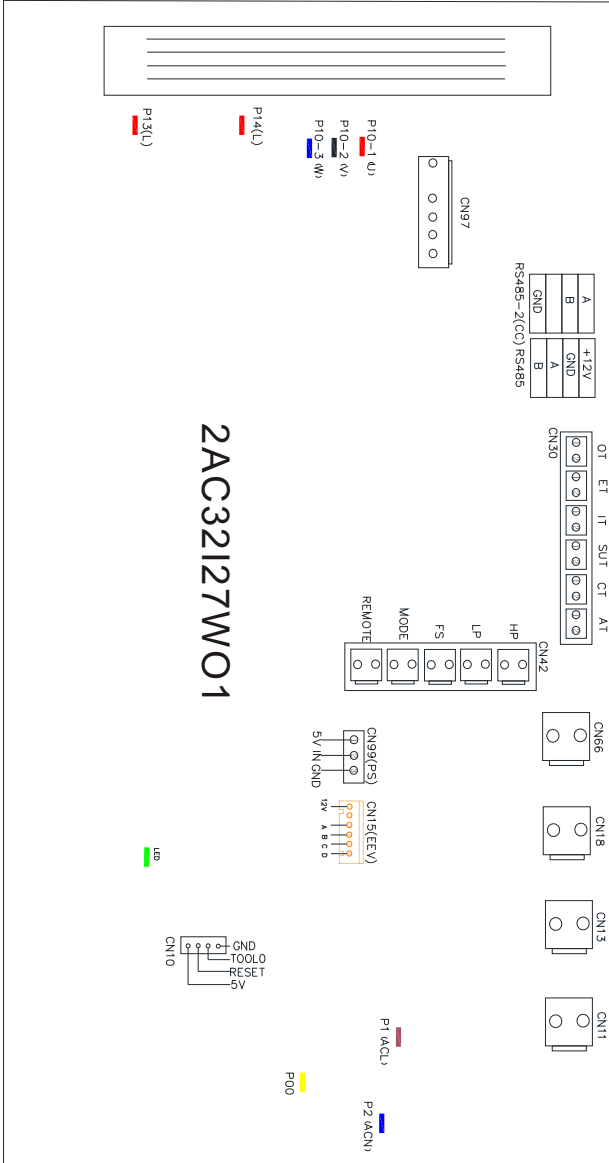 P13(L)
P14(L)
P10-3 (W)
P10-2 (V)
P10-1 (U)
CN97
RS485-2(CC)
A
B
GND
RS485
+12V
GND
A
B
CN30
OT
ET
IT
SUT
CT
AT
2AC32I27WO1
CN42
REMOTE
MODE
FS
LP
HP
CN66
CN99(PS)
5V
IN
GND
CN15(EEV)
12V
A
B
C
D
CN18
LED
CN13
CN10
GND
TOOL0
RESET
5V
CN11
P1 (ACL)
P00
P2 (ACN)